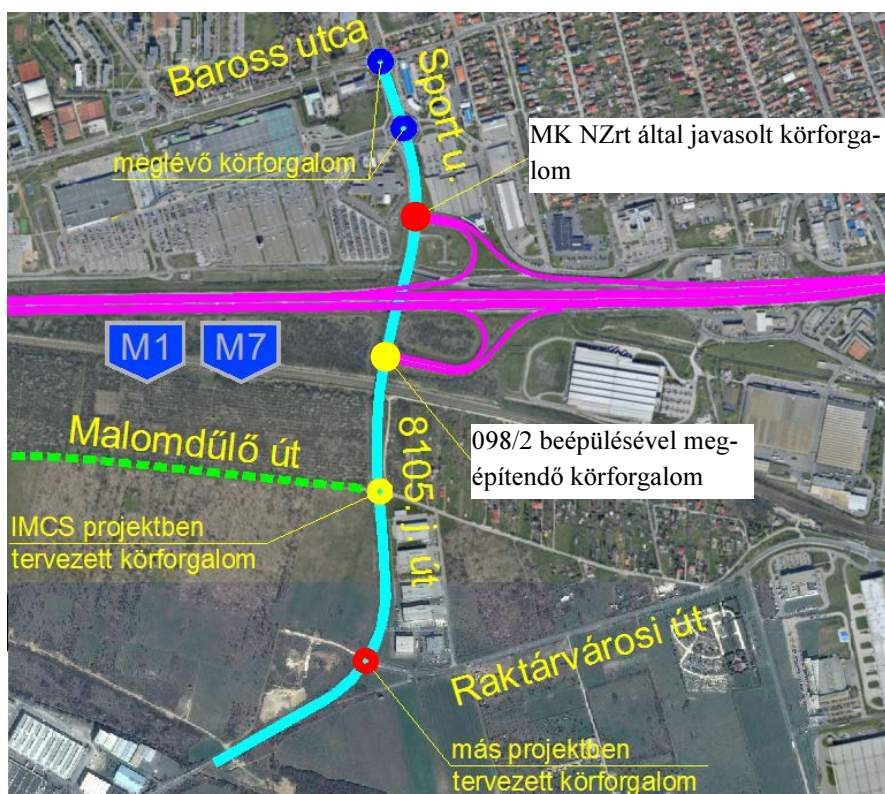 Baross utca
Sport u.
meglévő körforgalom
MK NZrt által javasolt körforga-
lom
M1
M7
Malomdűlő út
098/2 beépülésével meg-
építendő körforgalom
8105. j. út
IMCS projektben
tervezett körforgalom
Raktárvárosi út
más projektben
tervezett körforgalom